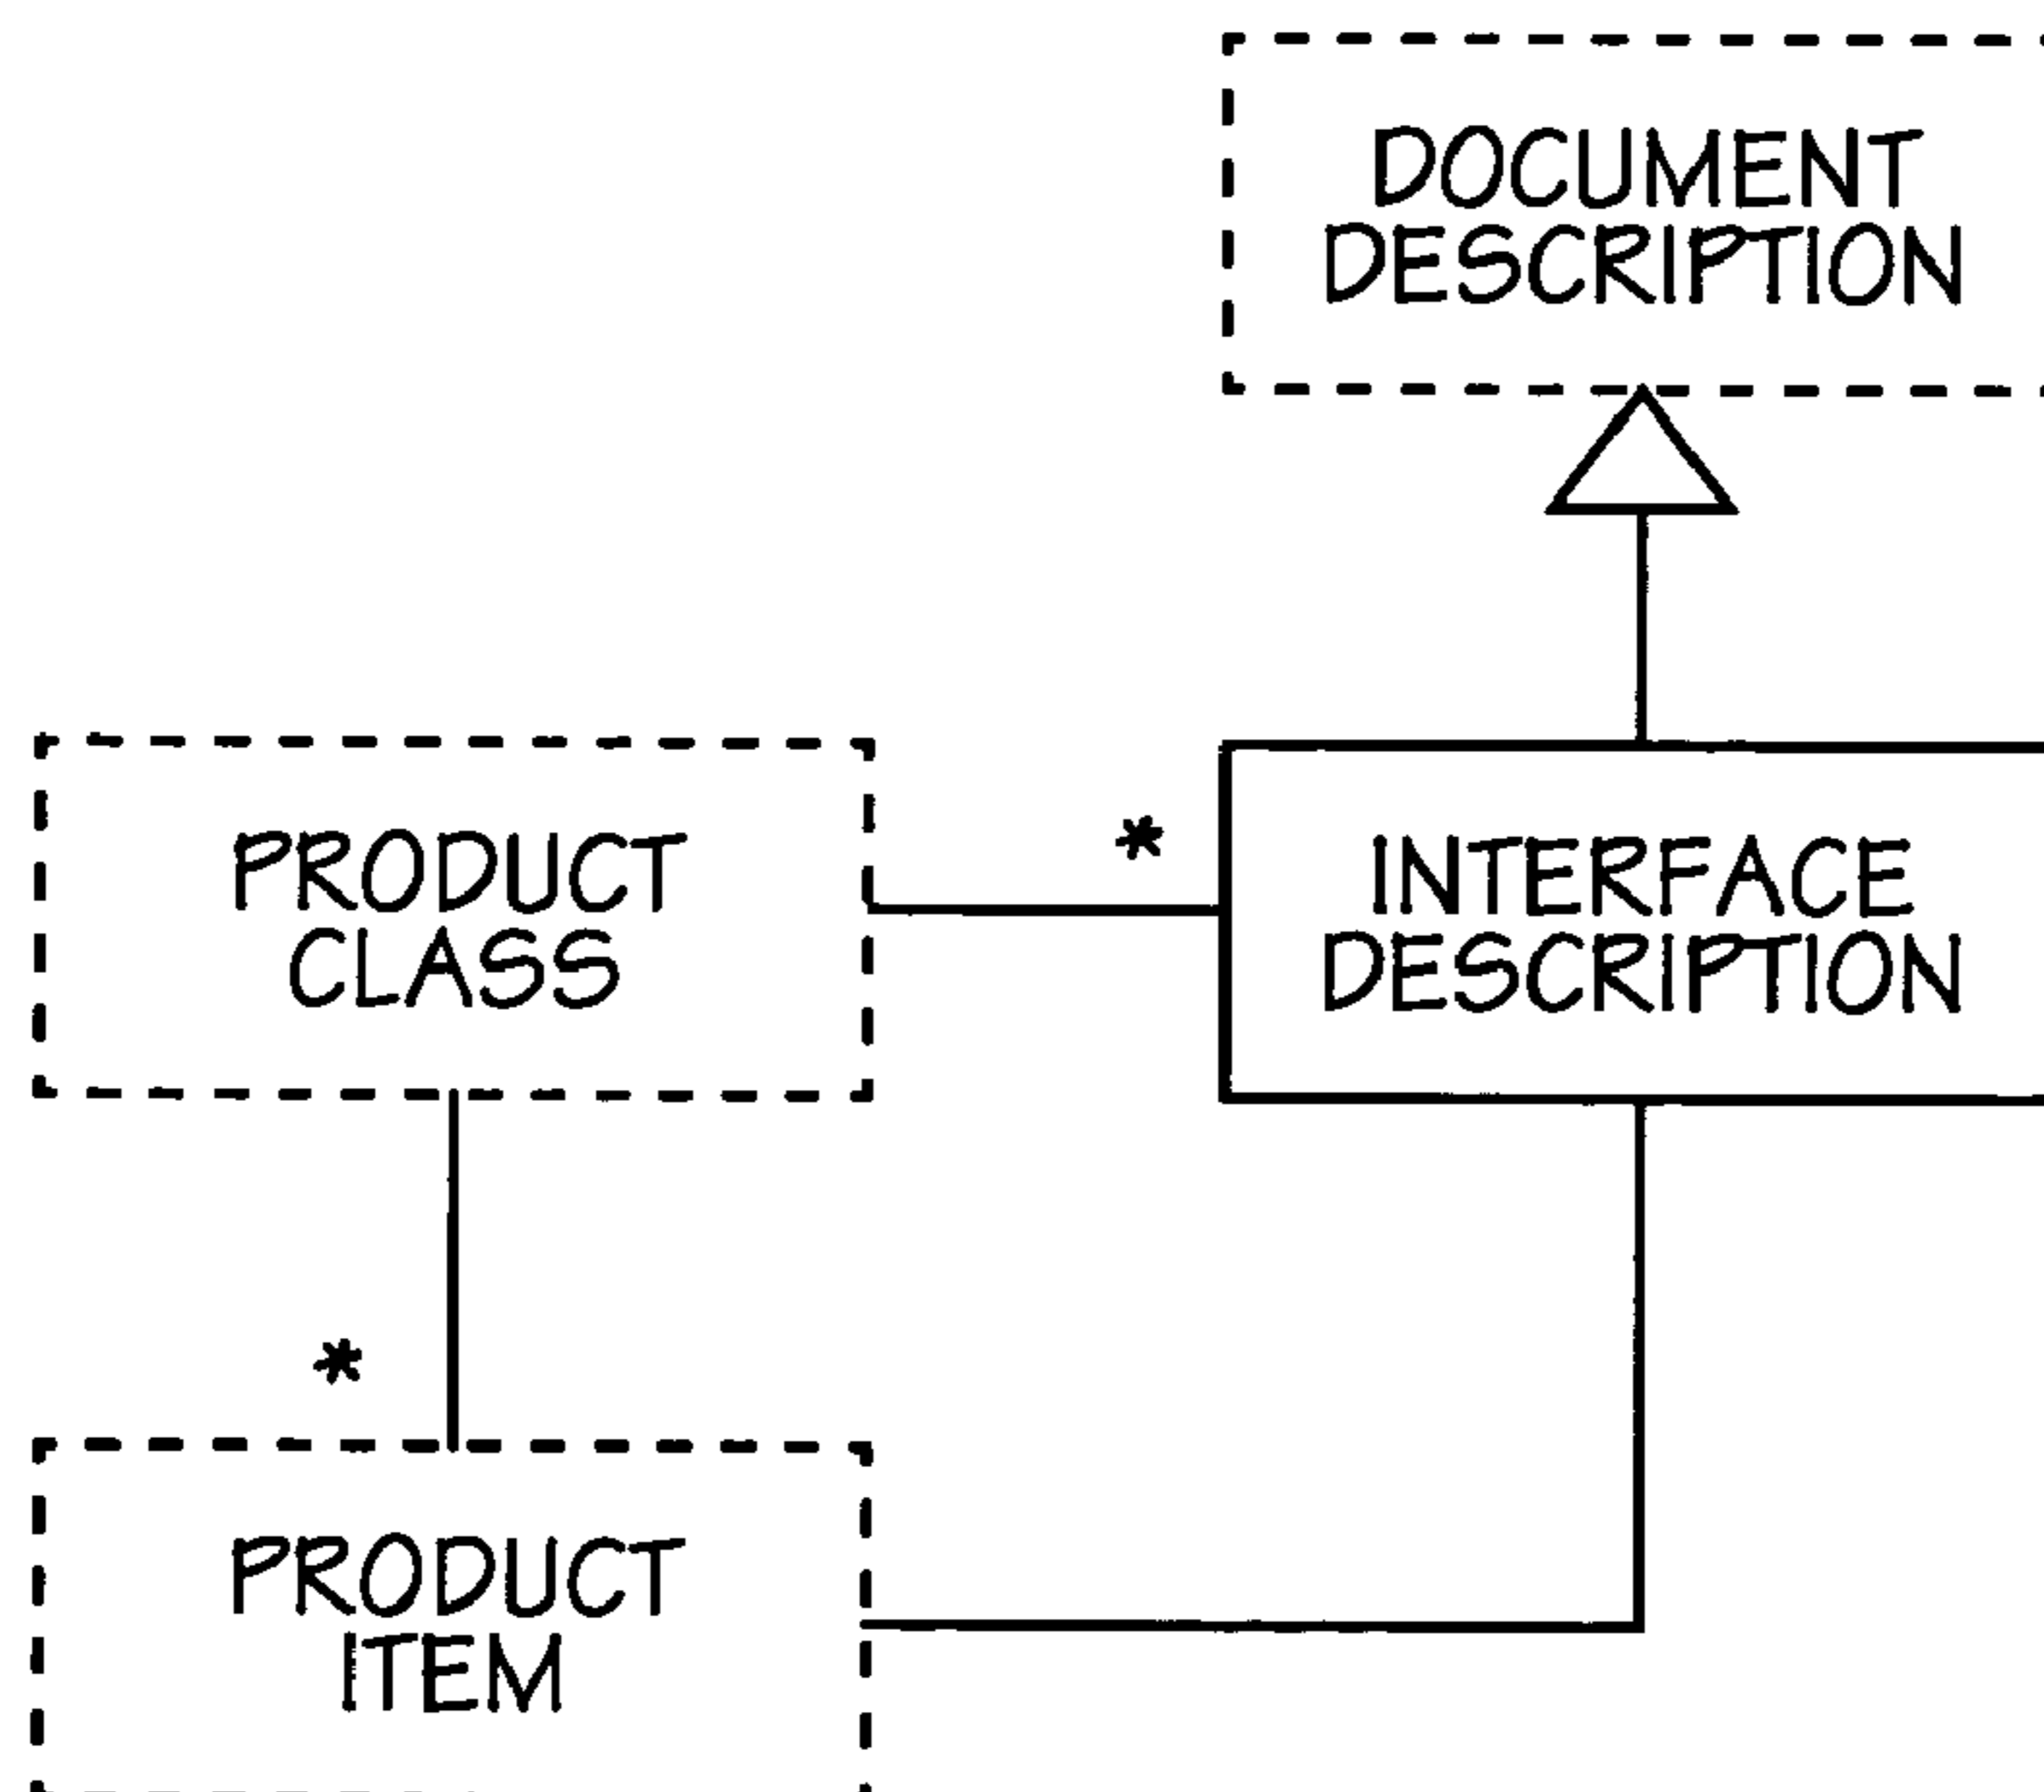 DOCUMENT
DESCRIPTION
PRODUCT
CLASS
*
INTERFACE
DESCRIPTION
*
PRODUCT
ITEM